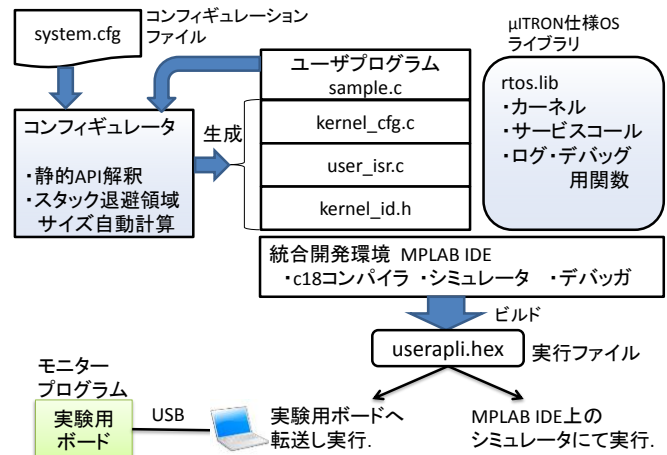 system.cfg
コンフィギュレーション
ファイル
コンフィギュレータ
・静的API解釈
・スタック退避領域
サイズ自動計算
生成
ユーザプログラム
sample.c
kernel_cfg.c
user_isr.c
kernel_id.h
μITRON仕様OS
ライブラリ
rtos.lib
・カーネル
・サービスコール
・ログ・デバッグ
用関数
統合開発環境 MPLAB IDE
・c18コンパイラ ・シミュレータ ・デバッガ
ビルド
userapli.hex
実行ファイル
モニター
プログラム
実験用
ボード
USB
実験用ボードへ
転送し実行.
MPLAB IDE上の
シミュレータにて実行.